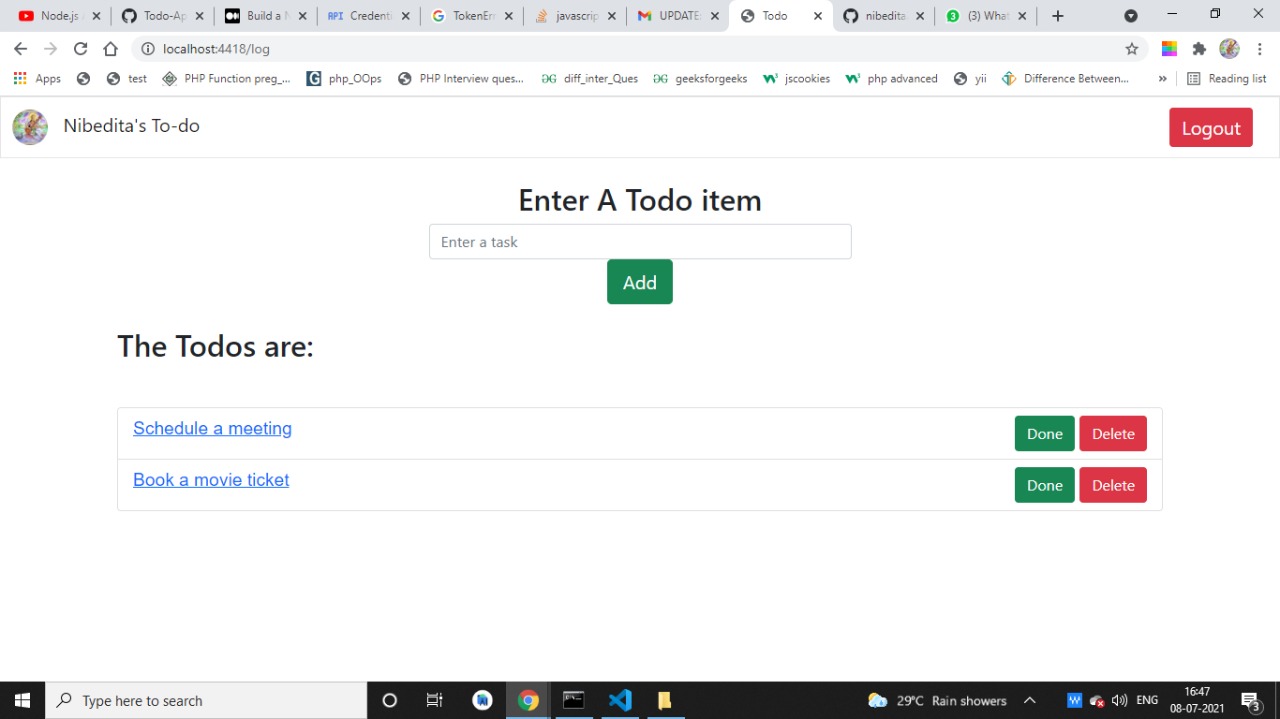 Node.js
Todo-Ap
Build a N
API Credenti
TokenErr
javascrip
UPDATE:
Todo
nibedita
(3) What
localhost:4418/log
Apps
test
PHP Function preg_...
php_OOps
PHP Interview ques...
diff_inter_Ques
geeksforgeeks
jscookies
php advanced
yii
Difference Between...
»
Reading list
Nibedita's To-do
Logout
Enter A Todo item
Enter a task
Add
The Todos are:
Schedule a meeting
Done Delete
Book a movie ticket
Done Delete
Type here to search
29°C Rain showers
ENG
16:47
08-07-2021
3